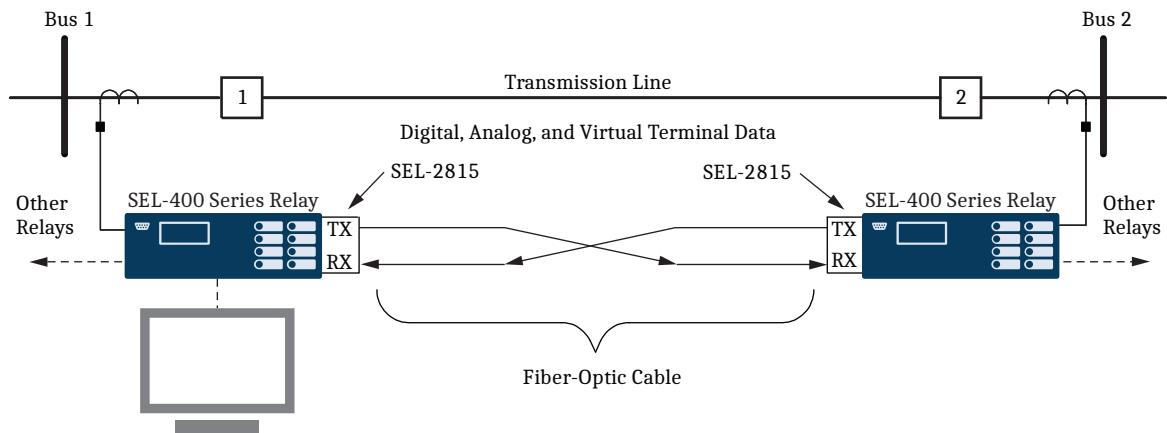 Bus 1
Bus 2
Transmission Line
1
2
Digital, Analog, and Virtual Terminal Data
SEL-2815
SEL-2815
SEL-400 Series Relay
SEL-400 Series Relay
Other
Relays
Other
Relays
TX
TX
RX
RX
Fiber-Optic Cable